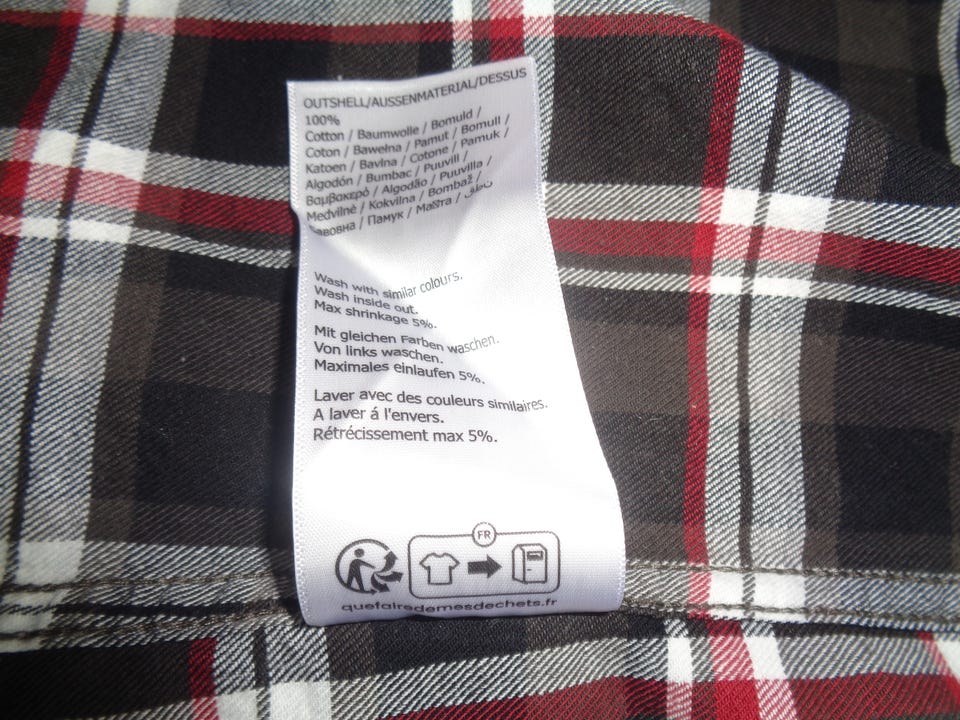 OUTSHELL/AUSSENMATERIAL/DESSUS
100%
Cotton / Baumwolle / Bomuld /
Coton / Bawełna / Pamut / Bomull /
Katoen / Bavlna / Cotone / Pamuk /
Algodón / Bumbac / Puuvill /
Βαμβακερό / Algodão / Puuvilla /
Medvilnė / Kokvilna / Bombaž /
Бавовна / Памук / Maštra / نطق
Wash with similar colours.
Wash inside out.
Max shrinkage 5%.
Mit gleichen Farben waschen.
Von links waschen.
Maximales einlaufen 5%.
Laver avec des couleurs similaires.
A laver á l'envers.
Rétrécissement max 5%.
FR
quefairedemesdechets.fr